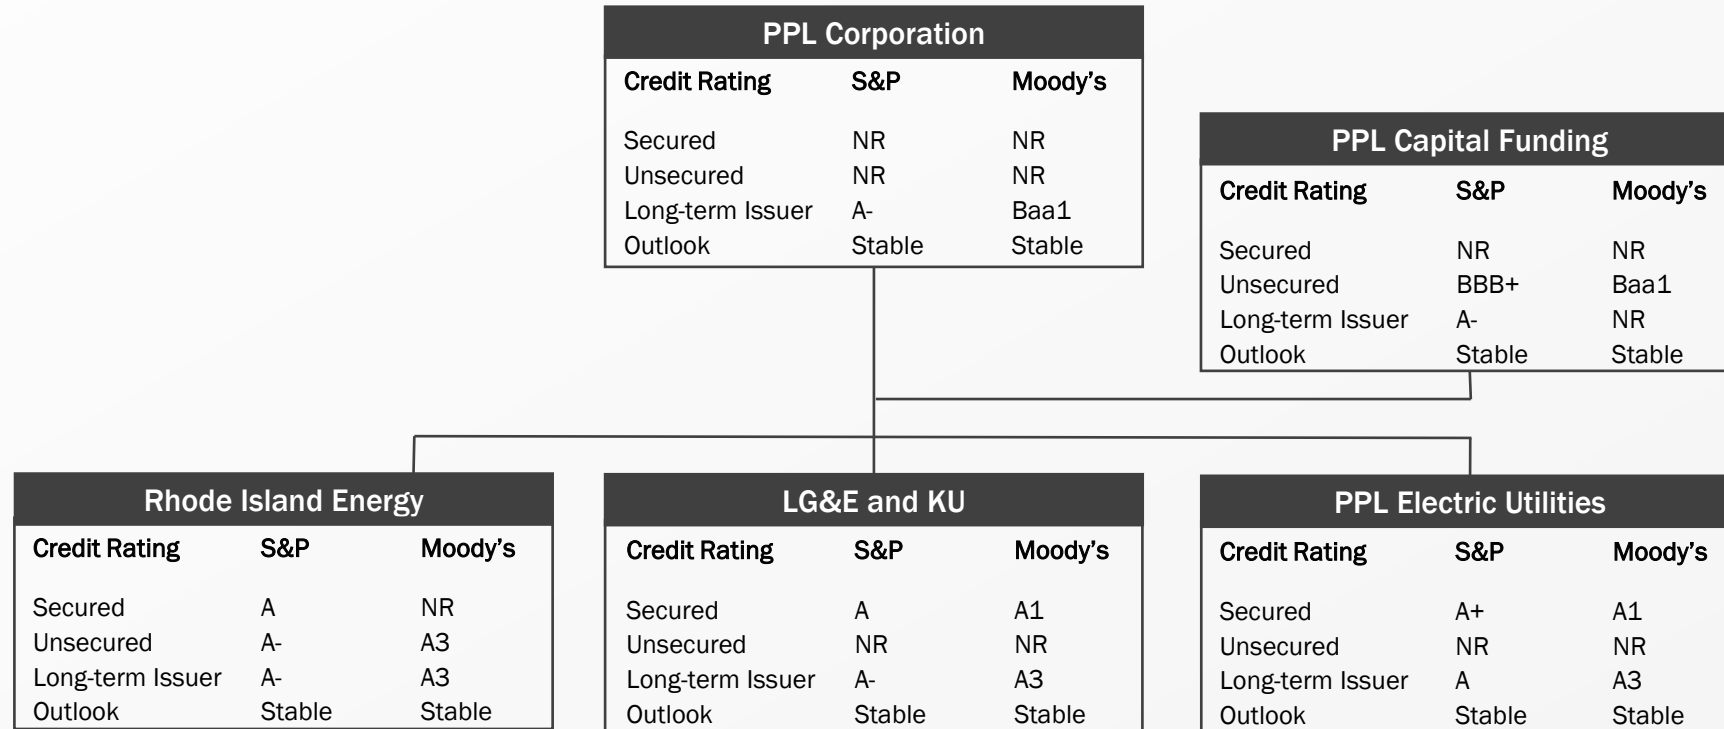 PPL Corporation
Credit Rating S&P Moody's
Secured NR NR
Unsecured NR NR
Long-term Issuer A- Baa1
Outlook Stable Stable
PPL Capital Funding
Credit Rating S&P Moody's
Secured NR NR
Unsecured BBB+ Baa1
Long-term Issuer A- NR
Outlook Stable Stable
Rhode Island Energy
Credit Rating S&P Moody's
Secured A NR
Unsecured A- A3
Long-term Issuer A- A3
Outlook Stable Stable
LG&E and KU
Credit Rating S&P Moody's
Secured A A1
Unsecured NR NR
Long-term Issuer A- A3
Outlook Stable Stable
PPL Electric Utilities
Credit Rating S&P Moody's
Secured A+ A1
Unsecured NR NR
Long-term Issuer A A3
Outlook Stable Stable